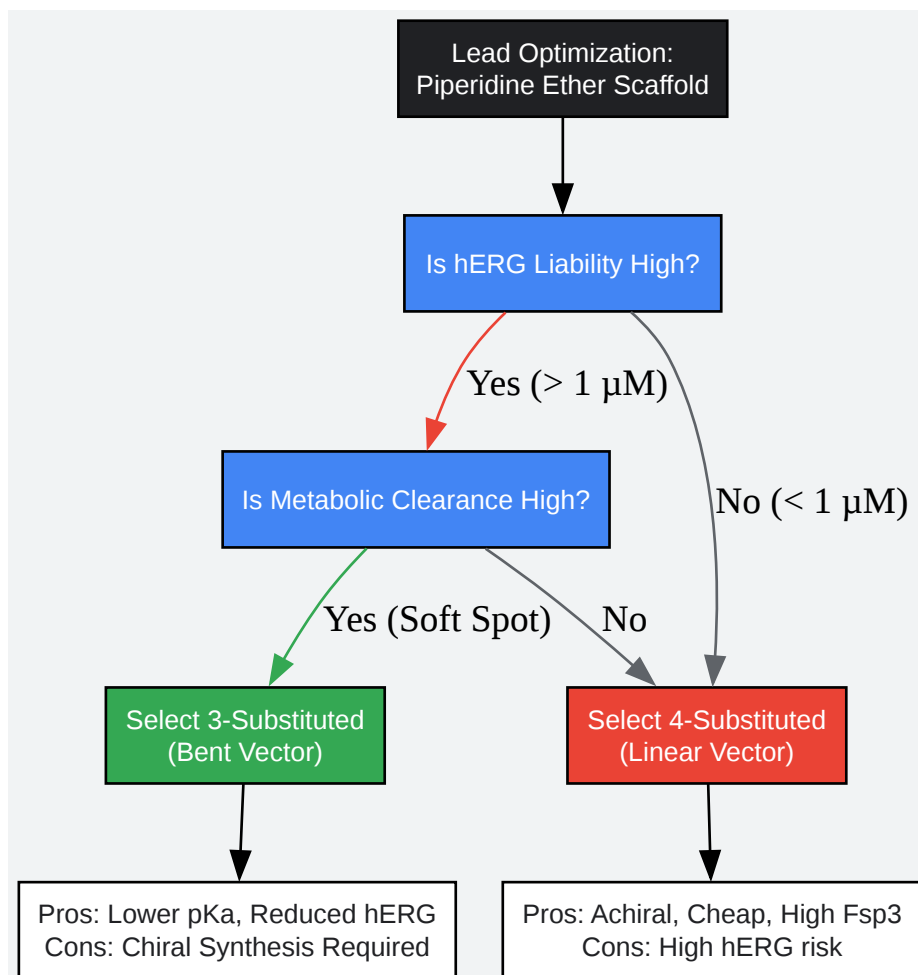 Lead Optimization:
Piperidine Ether Scaffold
Is hERG Liability High?
Yes (> 1 µM)
Is Metabolic Clearance High?
No (< 1 µM)
Yes (Soft Spot)
No
Select 3-Substituted
(Bent Vector)
Select 4-Substituted
(Linear Vector)
Pros: Lower pKa, Reduced hERG
Cons: Chiral Synthesis Required
Pros: Achiral, Cheap, High Fsp3
Cons: High hERG risk